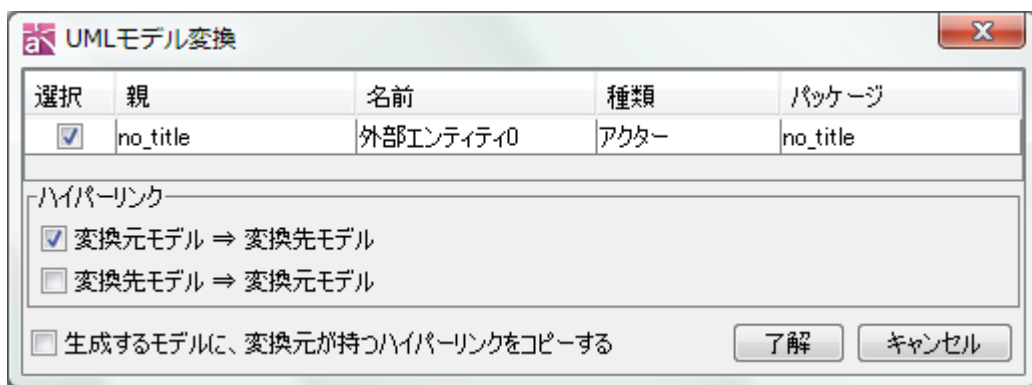 UMLモデル変換
選択 親 名前 種類 パッケージ
no_title 外部エンティティ0 アクター no_title
ハイパーリンク
変換元モデル ⇒ 変換先モデル
変換先モデル ⇒ 変換元モデル
生成するモデルに、変換元が持つハイパーリンクをコピーする 了解 キャンセル